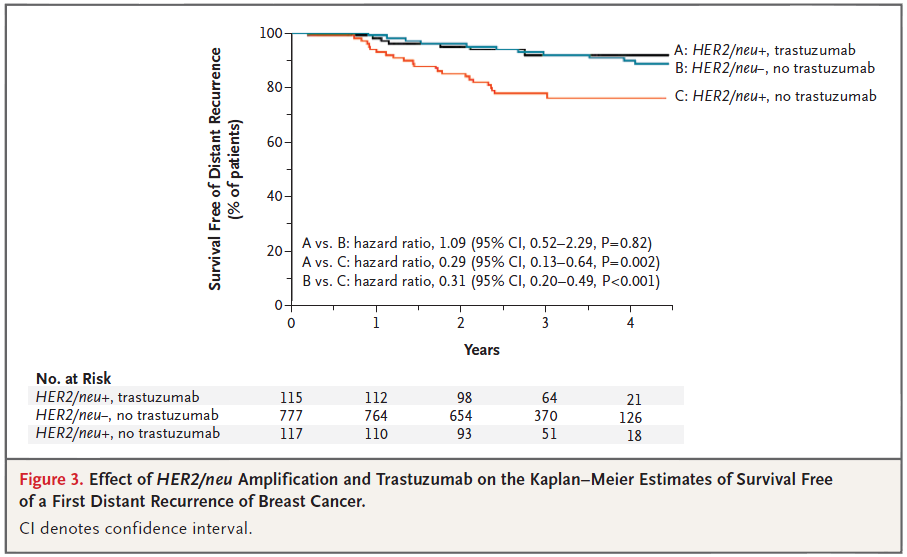 Survival Free of Distant Recurrence
(% of patients)
100
80
60
40
20
0
A: HER2/neu+, trastuzumab
B: HER2/neu–, no trastuzumab
C: HER2/neu+, no trastuzumab
A vs. B: hazard ratio, 1.09 (95% CI, 0.52–2.29, P=0.82)
A vs. C: hazard ratio, 0.29 (95% CI, 0.13–0.64, P=0.002)
B vs. C: hazard ratio, 0.31 (95% CI, 0.20–0.49, P<0.001)
0 1 2 3 4
Years
No. at Risk
HER2/neu+, trastuzumab 115 112 98 64 21
HER2/neu–, no trastuzumab 777 764 654 370 126
HER2/neu+, no trastuzumab 117 110 93 51 18
Figure 3. Effect of HER2/neu Amplification and Trastuzumab on the Kaplan–Meier Estimates of Survival Free
of a First Distant Recurrence of Breast Cancer.
CI denotes confidence interval.